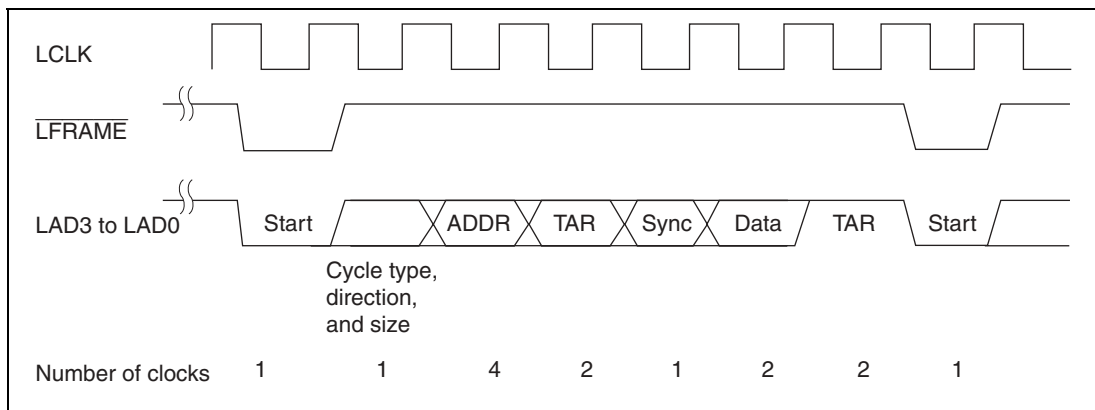 LCLK
LFRAME
LAD3 to LAD0
Start
ADDR
TAR
Sync
Data
TAR
Start
Cycle type,
direction,
and size
Number of clocks
1
1
4
2
1
2
2
1